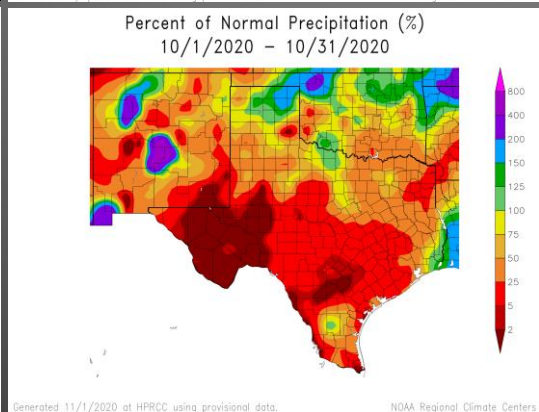 Percent of Normal Precipitation (%)
10/1/2020 – 10/31/2020
800
400
200
150
125
100
75
50
25
5
2
Generated 11/1/2020 at HPRCC using provisional data.
NOAA Regional Climate Centers